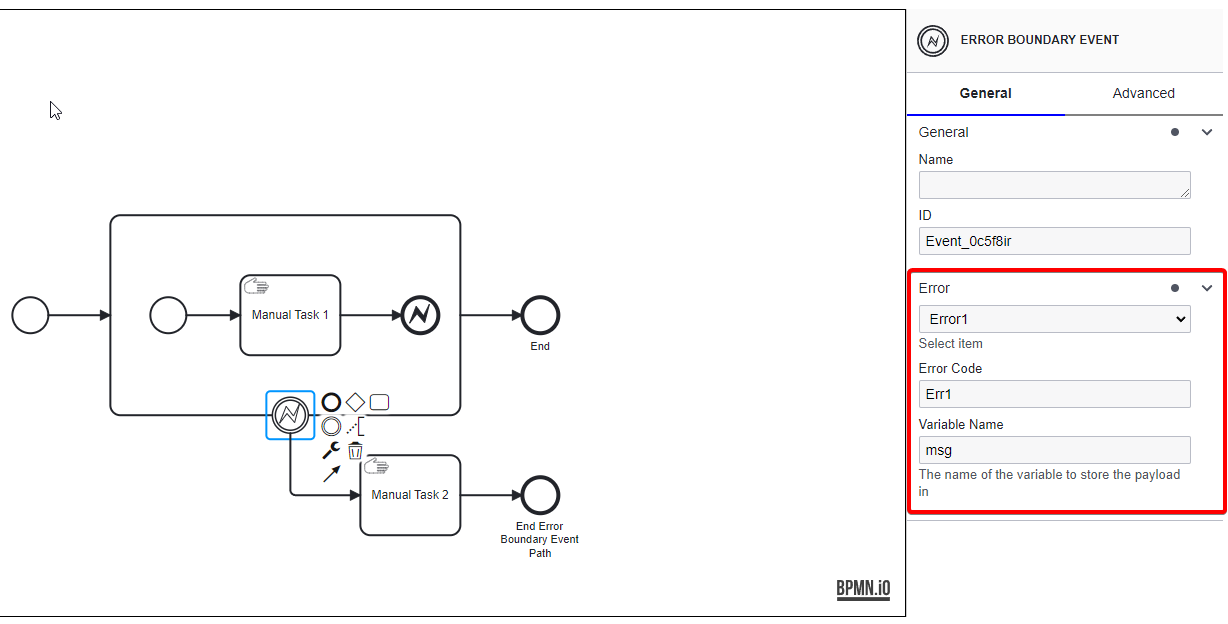 Manual Task 1
End
Manual Task 2
End Error
Boundary Event
Path
BPMN.iO
ERROR BOUNDARY EVENT
General
Advanced
General
Name
ID
Event_0c5f8ir
Error
Error1
Select item
Error Code
Err1
Variable Name
msg
The name of the variable to store the payload
in